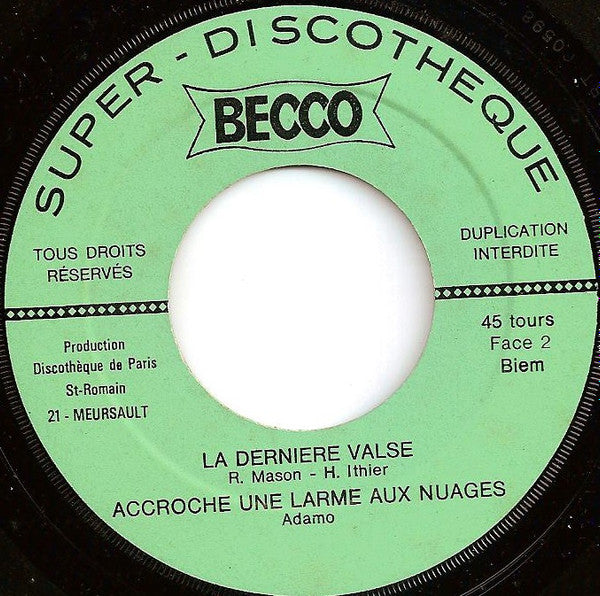 SUPER - DISCOTHEQUE
BECCO
TOUS DROITS
RÉSERVÉS
DUPLICATION
INTERDITE
Production
Discothèque de Paris
St-Romain
21 - MEURSAULT
45 tours
Face 2
Biem
LA DERNIERE VALSE
R. Mason - H. Ithier
ACCROCHE UNE LARME AUX NUAGES
Adamo